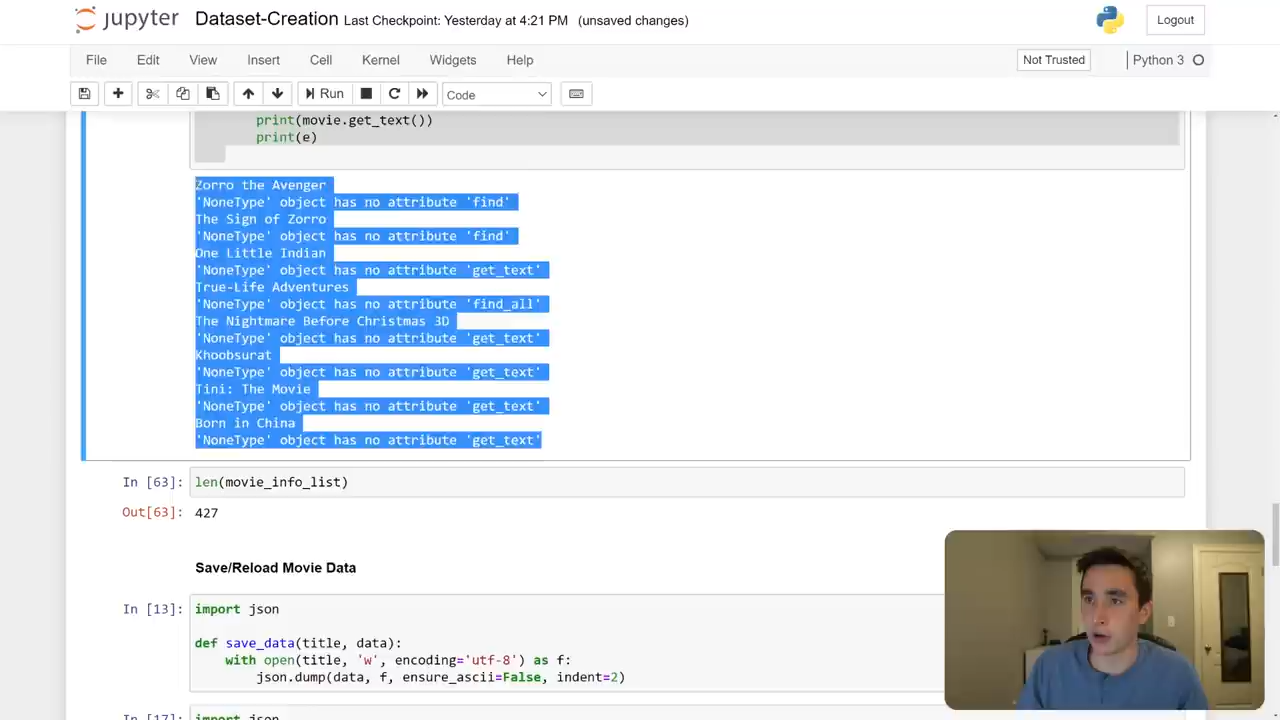 jupyter Dataset-Creation Last Checkpoint: Yesterday at 4:21 PM (unsaved changes) Logout
File Edit View Insert Cell Kernel Widgets Help Not Trusted Python 3
Run Code
print(movie.get_text())
print(e)
Zorro the Avenger
'NoneType' object has no attribute 'find'
The Sign of Zorro
'NoneType' object has no attribute 'find'
One Little Indian
'NoneType' object has no attribute 'get_text'
True-Life Adventures
'NoneType' object has no attribute 'find_all'
The Nightmare Before Christmas 3D
'NoneType' object has no attribute 'get_text'
Khoobsurat
'NoneType' object has no attribute 'get_text'
Tini: The Movie
'NoneType' object has no attribute 'get_text'
Born in China
'NoneType' object has no attribute 'get_text'
In [63]: len(movie_info_list)
Out[63]: 427
Save/Reload Movie Data
In [13]: import json
def save_data(title, data):
with open(title, 'w', encoding='utf-8') as f:
json.dump(data, f, ensure_ascii=False, indent=2)
In [17]: import json